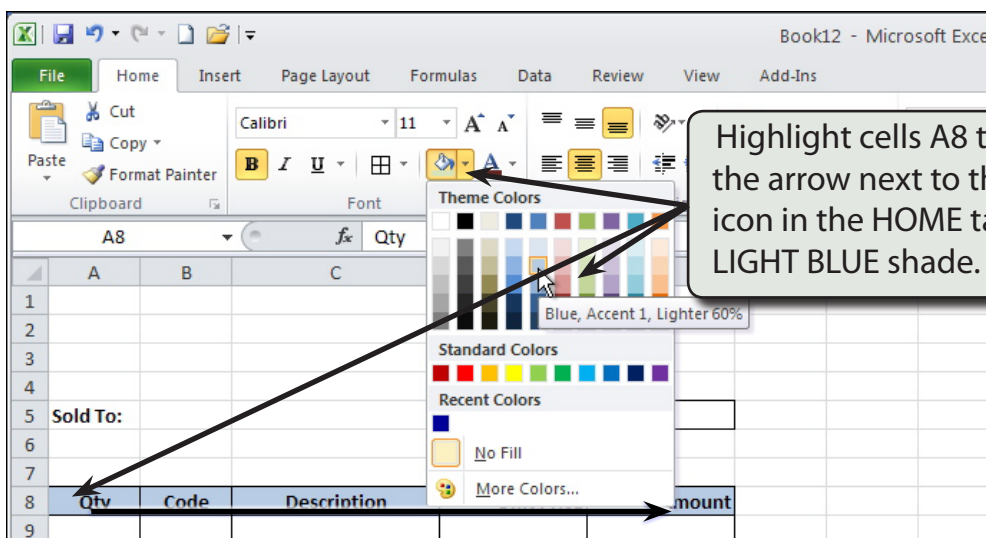 Book12 - Microsoft Exce
File Home Insert Page Layout Formulas Data Review View Add-Ins
Cut
Calibri 11 A A
Copy
Paste
B I U A
Format Painter
Clipboard Font
Highlight cells A8 t
the arrow next to th
icon in the HOME ta
LIGHT BLUE shade.
Theme Colors
A8 fx Qty
A B C
Blue, Accent 1, Lighter 60%
Standard Colors
Recent Colors
No Fill
More Colors...
1
2
3
4
5 Sold To:
6
7
8 Qty Code Description mount
9